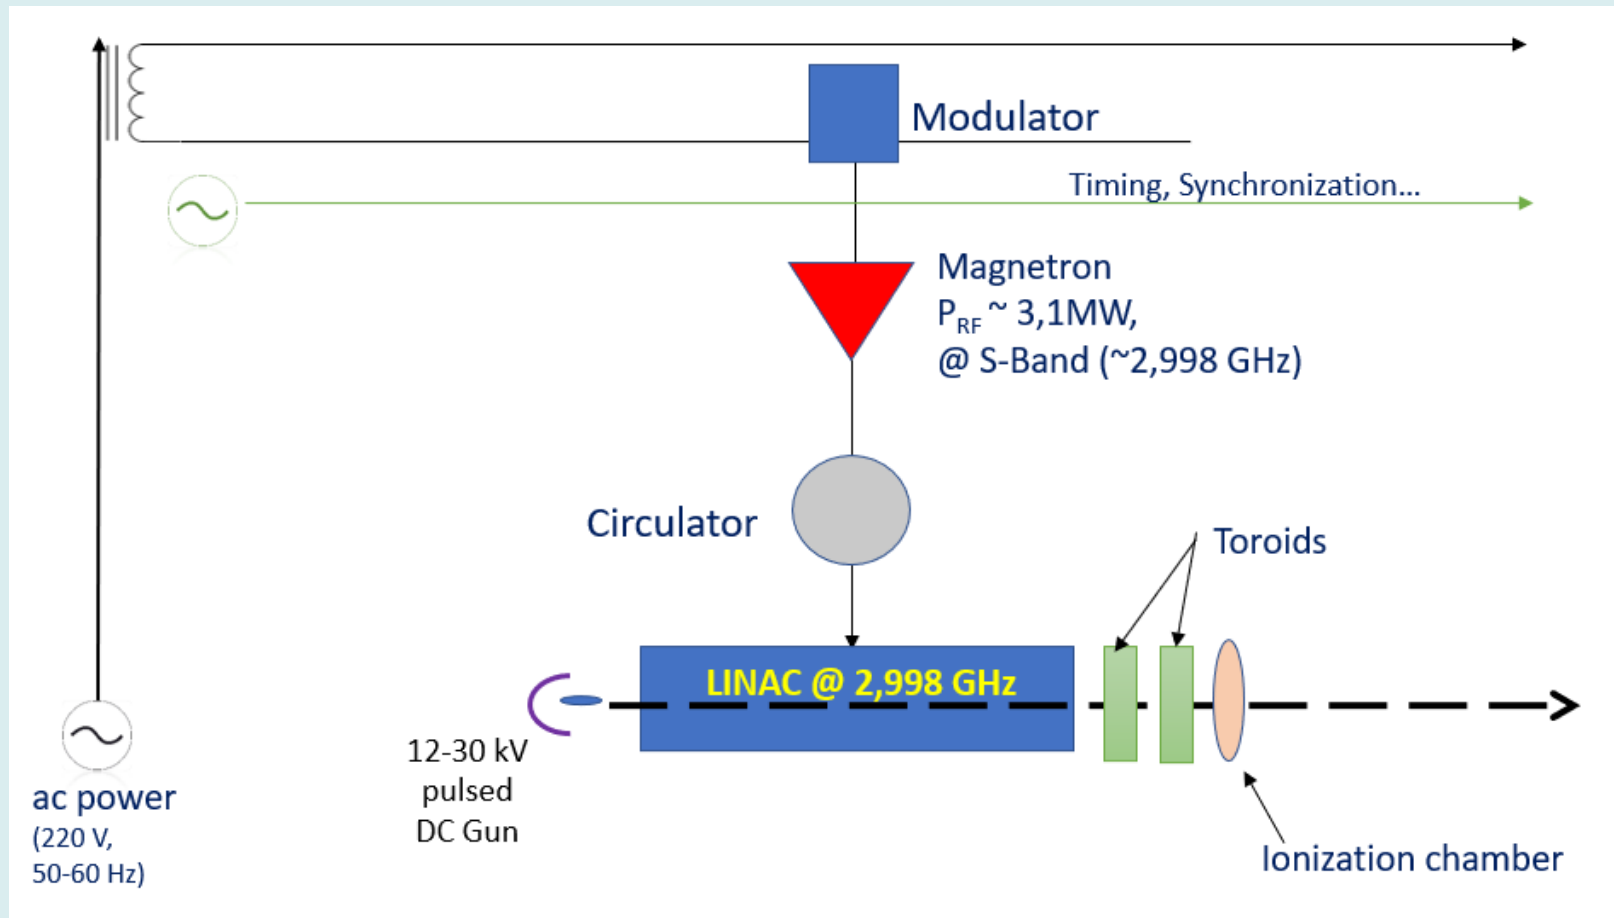 Modulator
Timing, Synchronization...
Magnetron
PRF ~ 3,1MW,
@ S-Band (~2,998 GHz)
Circulator
Toroids
LINAC @ 2,998 GHz
12-30 kV
pulsed
DC Gun
ac power
(220 V,
50-60 Hz)
Ionization chamber